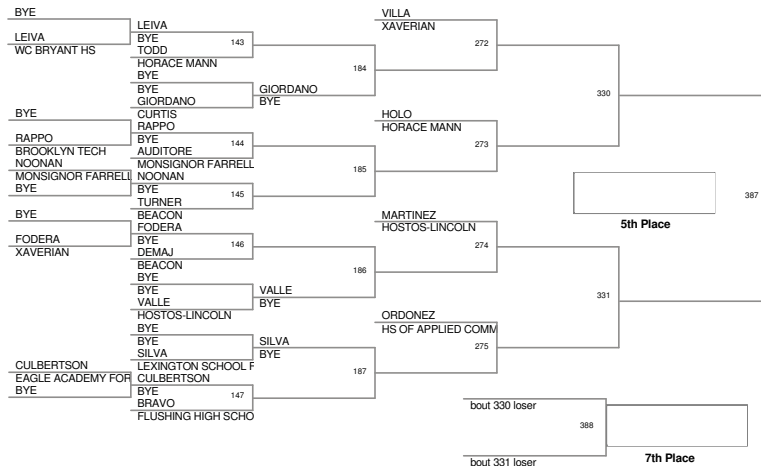 BYE
LEIVA
WC BRYANT HS
BYE
RAPPO
BROOKLYN TECH
NOONAN
MONSIGNOR FARRELL
BYE
BYE
FODERA
XAVERIAN
CULBERTSON
EAGLE ACADEMY FOR
BYE
LEIVA
BYE
143
TODD
HORACE MANN
BYE
BYE
GIORDANO
CURTIS
RAPPO
BYE
144
AUDITORE
MONSIGNOR FARRELL
NOONAN
BYE
145
TURNER
BEACON
FODERA
BYE
146
DEMAJ
BEACON
BYE
BYE
VALLE
HOSTOS-LINCOLN
BYE
BYE
SILVA
LEXINGTON SCHOOL F
CULBERTSON
BYE
147
BRAVO
FLUSHING HIGH SCHO
184
GIORDANO
BYE
185
186
VALLE
BYE
SILVA
BYE
187
VILLA
XAVERIAN
272
HOLO
HORACE MANN
273
MARTINEZ
HOSTOS-LINCOLN
274
ORDONEZ
HS OF APPLIED COMM
275
330
331
387
5th Place
bout 330 loser
388
bout 331 loser
7th Place